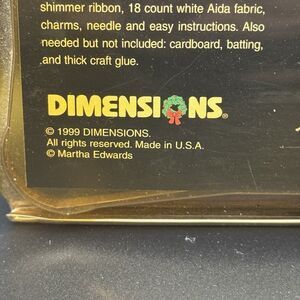 shimmer ribbon, 18 count white Aida fabric,
charms, needle and easy instructions. Also
needed but not included: cardboard, batting,
and thick craft glue.
DIMENSIONS®
© 1999 DIMENSIONS.
All rights reserved. Made in U.S.A.
© Martha Edwards